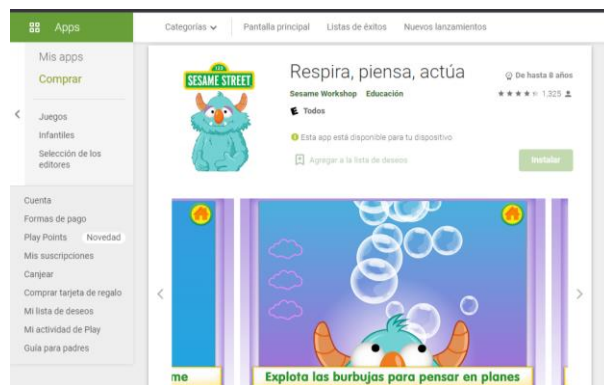 Apps
Categorías
Pantalla principal
Listas de éxitos
Nuevos lanzamientos
Mis apps
Comprar
Juegos
Infantiles
Selección de los
editores
Cuenta
Formas de pago
Play Points Novedad
Mis suscripciones
Canjear
Comprar tarjeta de regalo
Mi lista de deseos
Mi actividad de Play
Guía para padres
123
SESAME STREET
Respira, piensa, actúa
De hasta 8 años
Sesame Workshop Educación
1,325
E Todos
Esta app está disponible para tu dispositivo
Agregar a la lista de deseos
Instalar
me
Explota las burbujas para pensar en planes